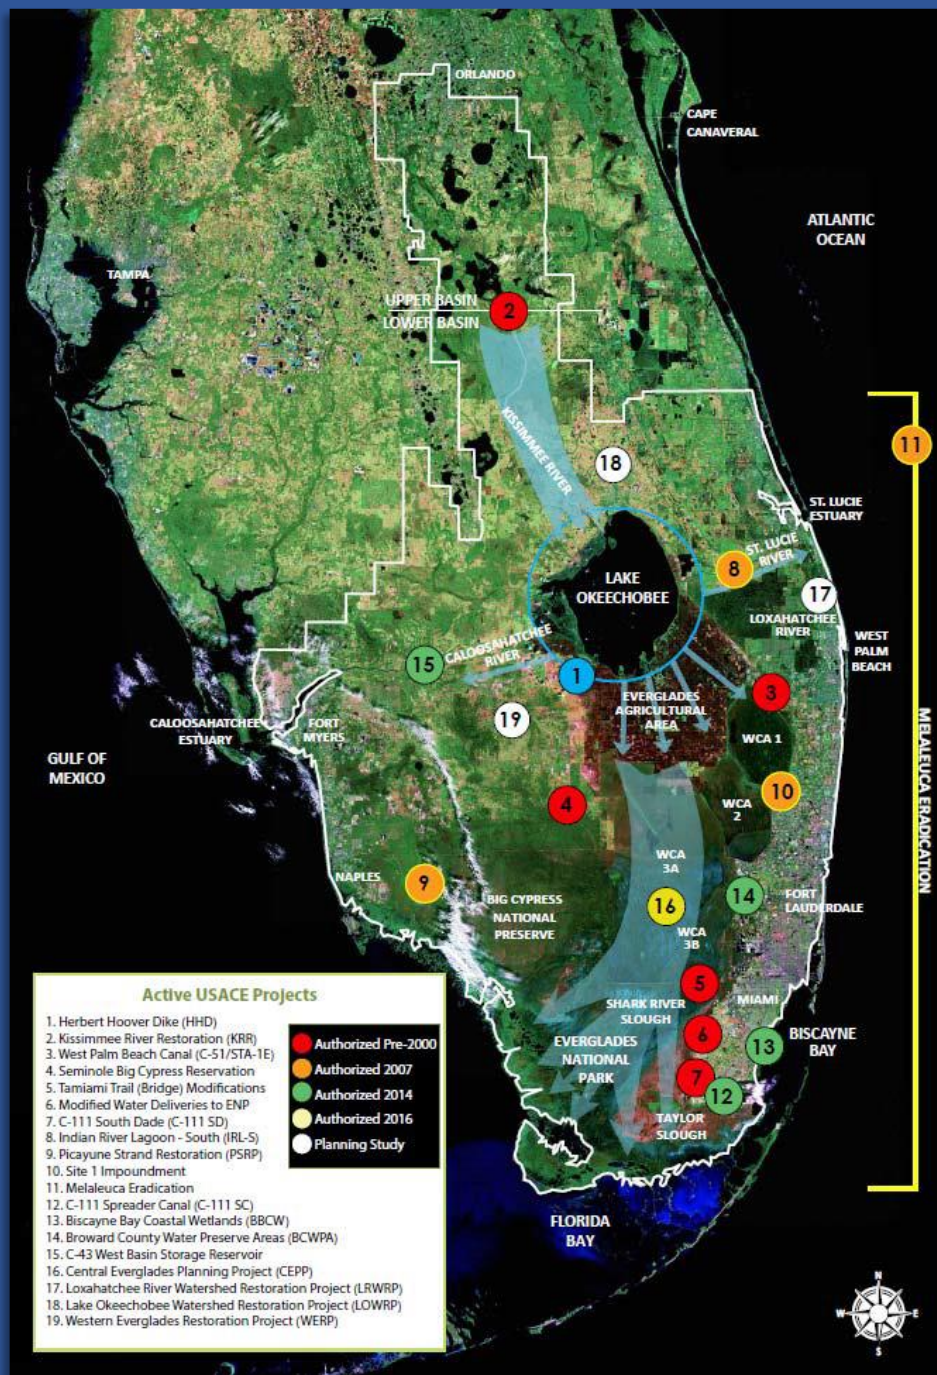 ORLANDO
CAPE
CANAVERAL
ATLANTIC
OCEAN
TAMPA
UPPER BASIN
LOWER BASIN
2
KISSIMMEE RIVER
18
11
ST. LUCIE
ESTUARY
ST. LUCIE
RIVER
8
LAKE
OKEECHOBEE
17
LOXAHATCHEE
RIVER
WEST
PALM
BEACH
CALOOSAHATCHEE
RIVER
15
1
3
EVERGLADES
AGRICULTURAL
AREA
19
CALOOSAHATCHEE
ESTUARY
FORT
MYERS
WCA 1
GULF OF
MEXICO
MELALEUCA ERADICATION
4
10
WCA
2
WCA
3A
NAPLES
9
BIG CYPRESS
NATIONAL
PRESERVE
16
14
FORT
LAUDERDALE
WCA
3B
5
SHARK RIVER
SLOUGH
MIAMI
6
13
BISCAYNE
BAY
EVERGLADES
NATIONAL
PARK
7
12
TAYLOR
SLOUGH
FLORIDA
BAY
Active USACE Projects
1. Herbert Hoover Dike (HHD)
2. Kissimmee River Restoration (KRR)
3. West Palm Beach Canal (C-51/STA-1E)
4. Seminole Big Cypress Reservation
5. Tamiami Trail (Bridge) Modifications
6. Modified Water Deliveries to ENP
7. C-111 South Dade (C-111 SD)
8. Indian River Lagoon - South (IRL-S)
9. Picayune Strand Restoration (PSRP)
10. Site 1 Impoundment
11. Melaleuca Eradication
12. C-111 Spreader Canal (C-111 SC)
13. Biscayne Bay Coastal Wetlands (BBCW)
14. Broward County Water Preserve Areas (BCWPA)
15. C-43 West Basin Storage Reservoir
16. Central Everglades Planning Project (CEPP)
17. Loxahatchee River Watershed Restoration Project (LRWRP)
18. Lake Okeechobee Watershed Restoration Project (LOWRP)
19. Western Everglades Restoration Project (WERP)
Authorized Pre-2000
Authorized 2007
Authorized 2014
Authorized 2016
Planning Study
N
W
E
S